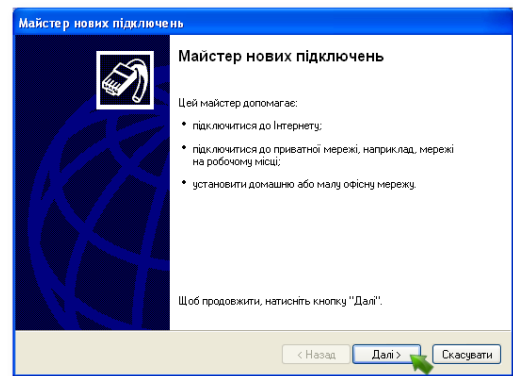 Майстер нових підключень
Майстер нових підключень
Цей майстер допомагає:
• підключитися до Інтернету;
• підключитися до приватної мережі, наприклад, мережі
на робочому місці;
• установити домашню або малу офісну мережу.
Щоб продовжити, натисніть кнопку "Далі".
< Назад Далі > Скасувати